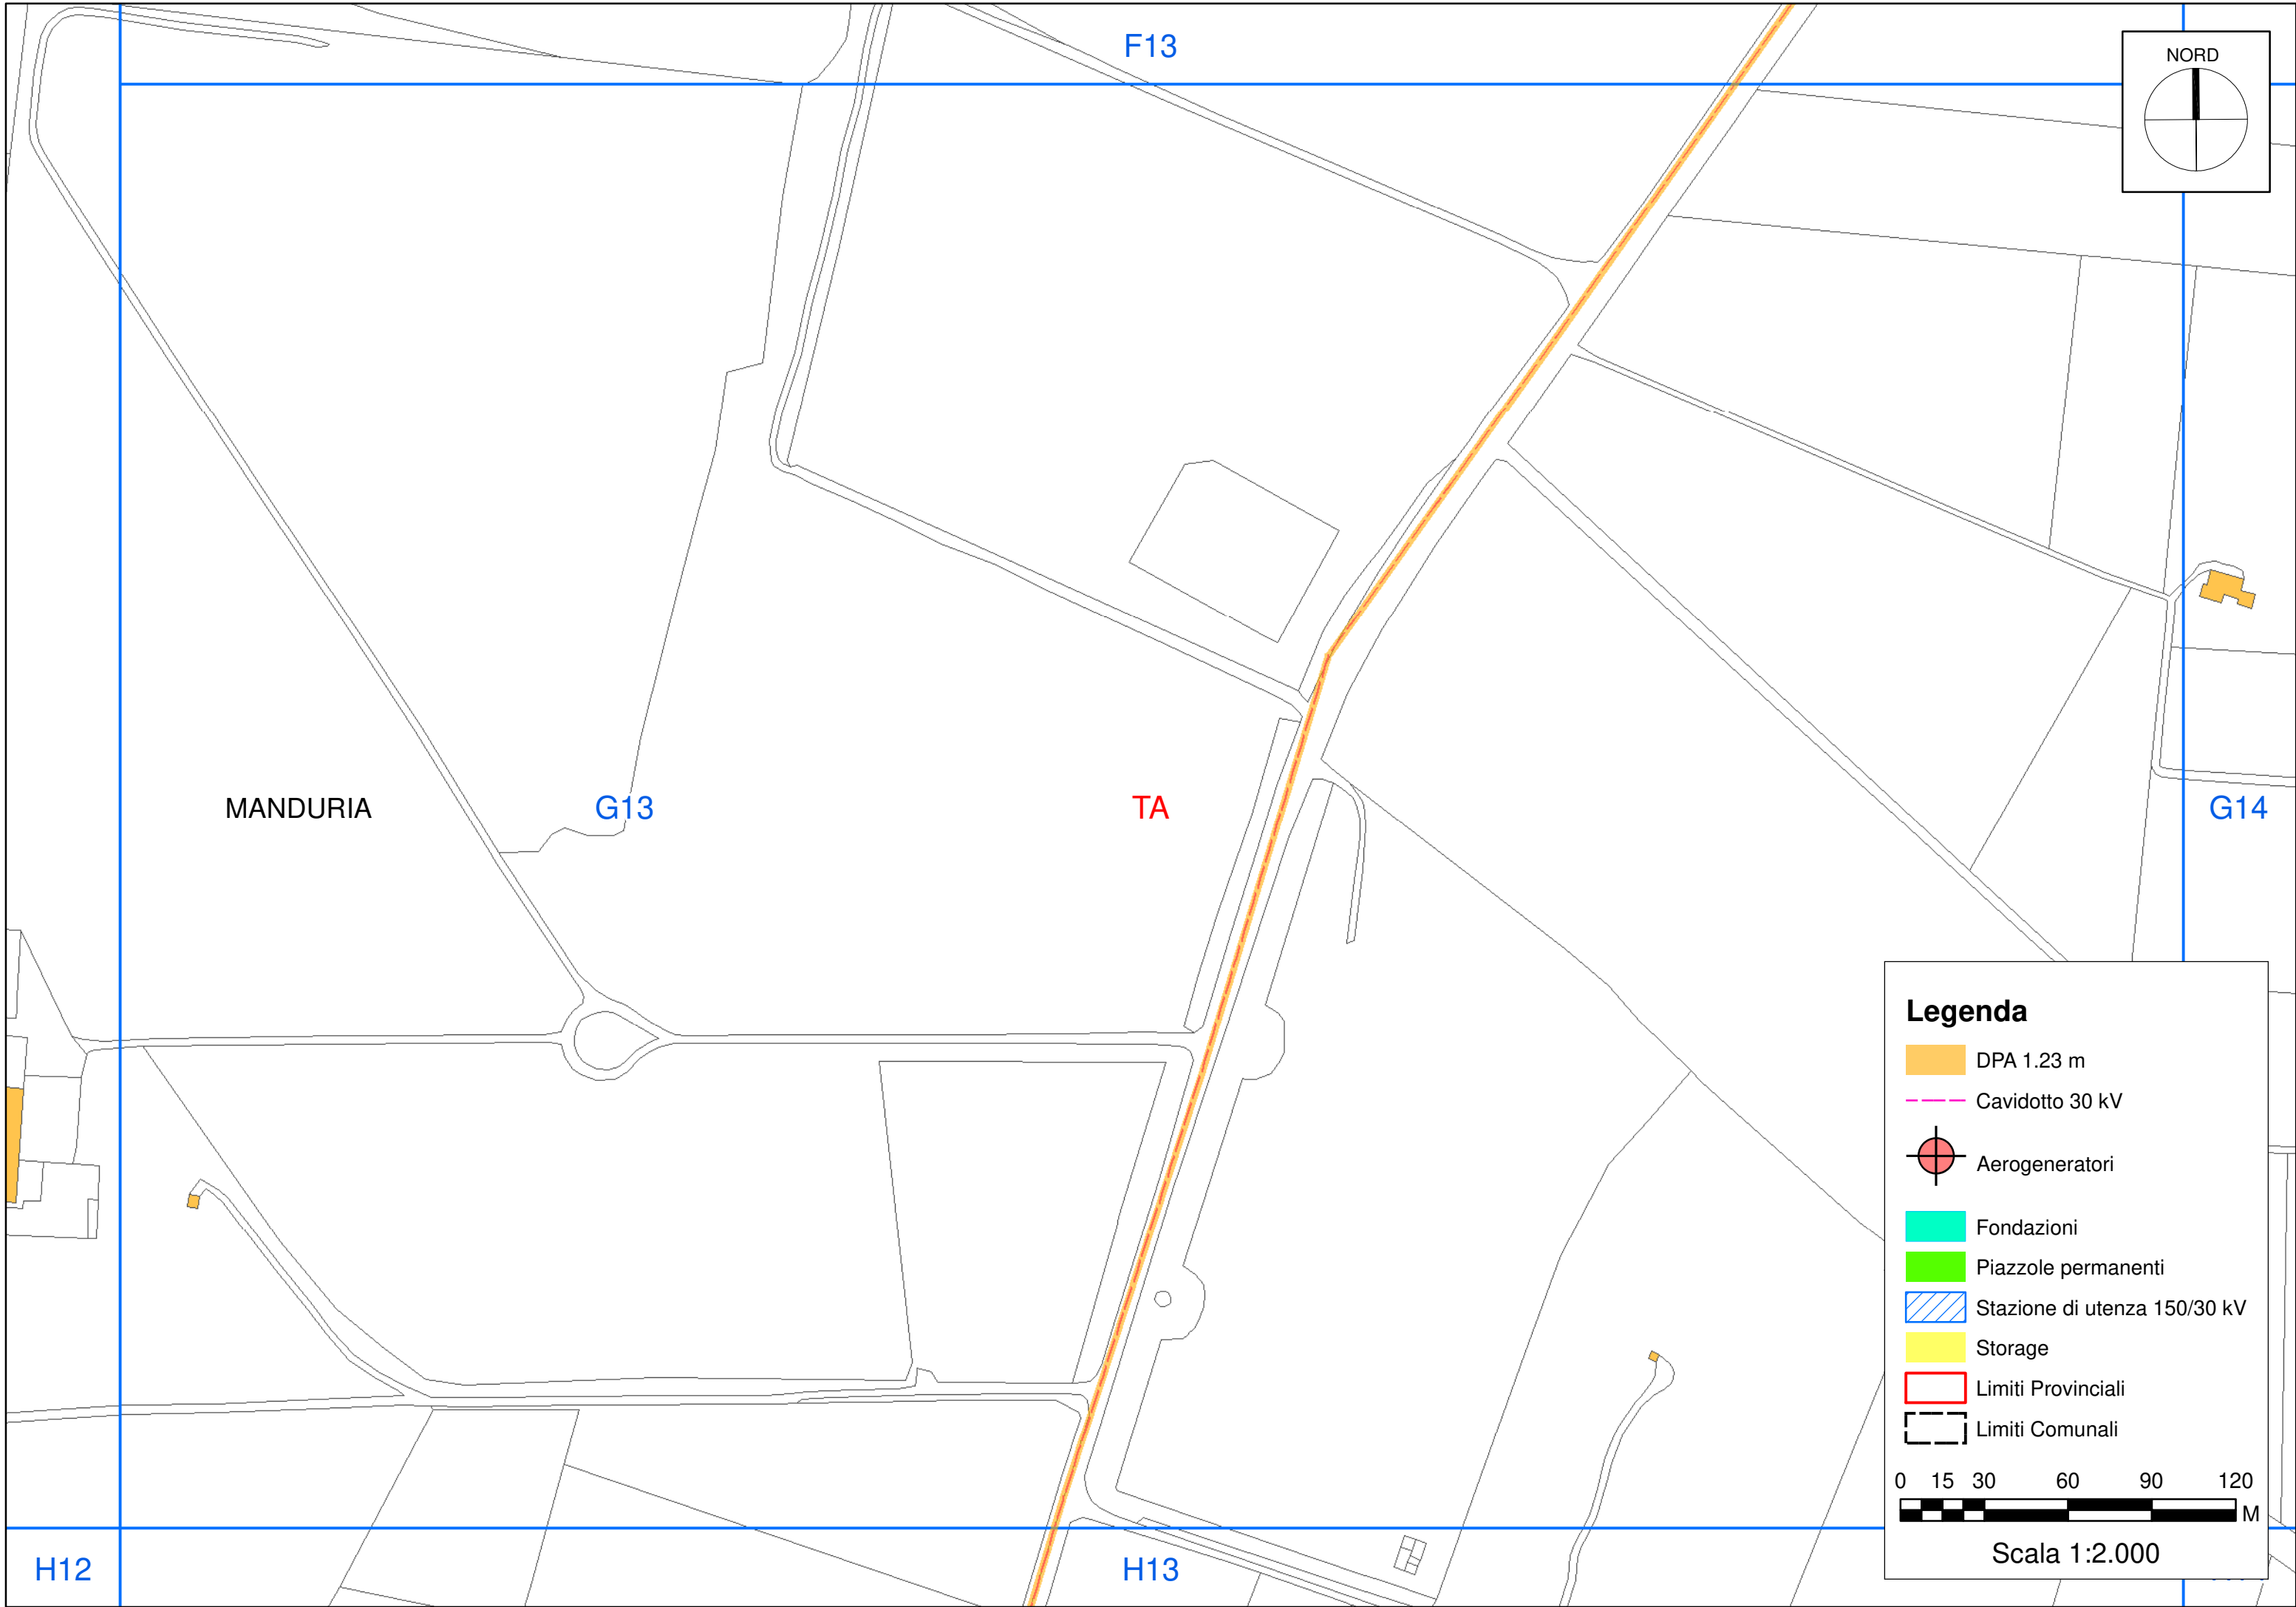 F13
NORD
MANDURIA
G13
TA
G14
Legenda
DPA 1.23 m
Cavidotto 30 kV
Aerogeneratori
Fondazioni
Piazzole permanenti
Stazione di utenza 150/30 kV
Storage
Limiti Provinciali
Limiti Comunali
0 15 30 60 90 120
M
Scala 1:2.000
H12
H13